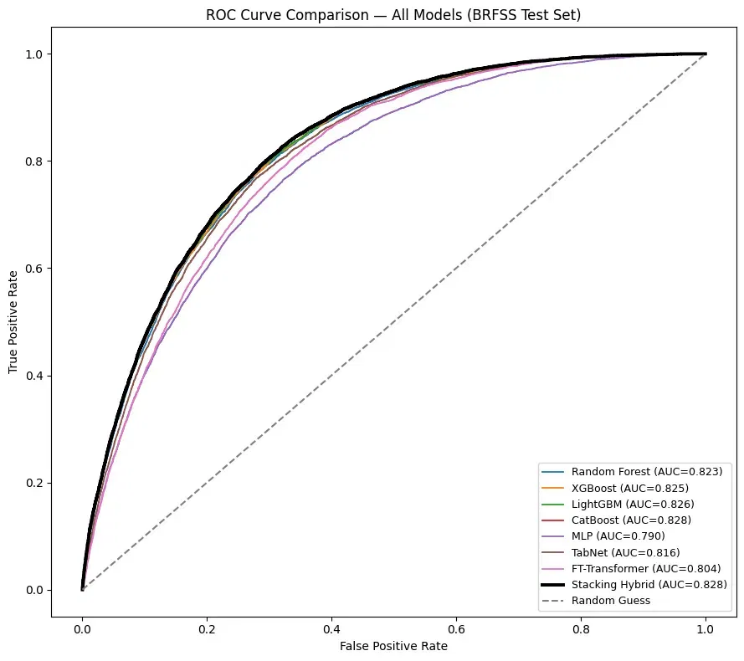 ROC Curve Comparison — All Models (BRFSS Test Set)
1.0
0.8
0.6
0.4
0.2
0.0
True Positive Rate
0.0
0.2
0.4
0.6
0.8
1.0
False Positive Rate
Random Forest (AUC=0.823)
XGBoost (AUC=0.825)
LightGBM (AUC=0.826)
CatBoost (AUC=0.828)
MLP (AUC=0.790)
TabNet (AUC=0.816)
FT-Transformer (AUC=0.804)
Stacking Hybrid (AUC=0.828)
Random Guess